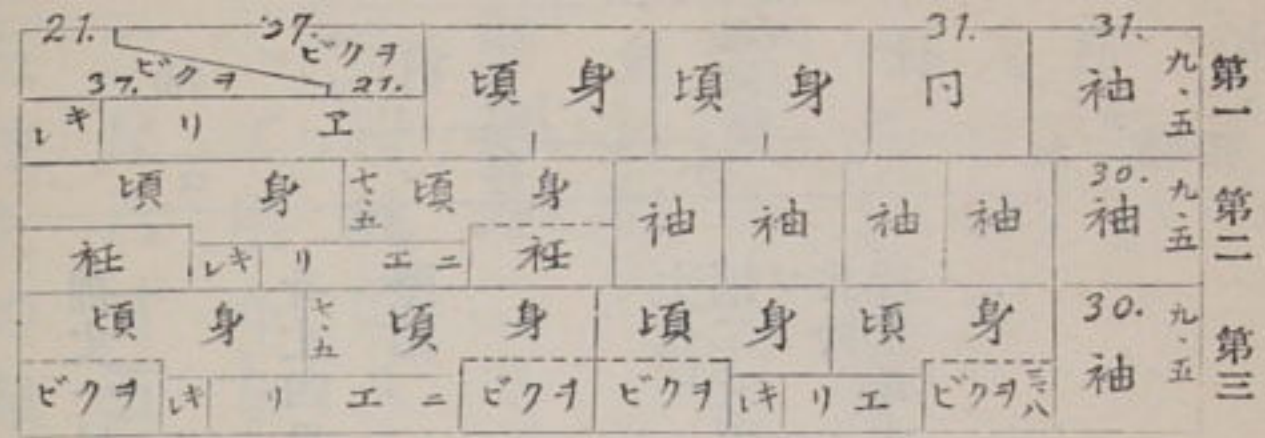 第一
九・五
31.
袖
31.
身頃
身頃
27.
ヲクビ
21.
ヲクビ
21.
37.
ヱリ
キレ
第二
九・五
30.
袖
袖
袖
袖
袖
身頃
七・五
身頃
衽
ニエリ
キレ
衽
第三
九・五
30.
袖
身頃
身頃
身頃
七・五
身頃
三・八
ヲクビ
エリ
キレ
ヲクビ
ヲクビ
ニエリ
キレ
ヲクビ